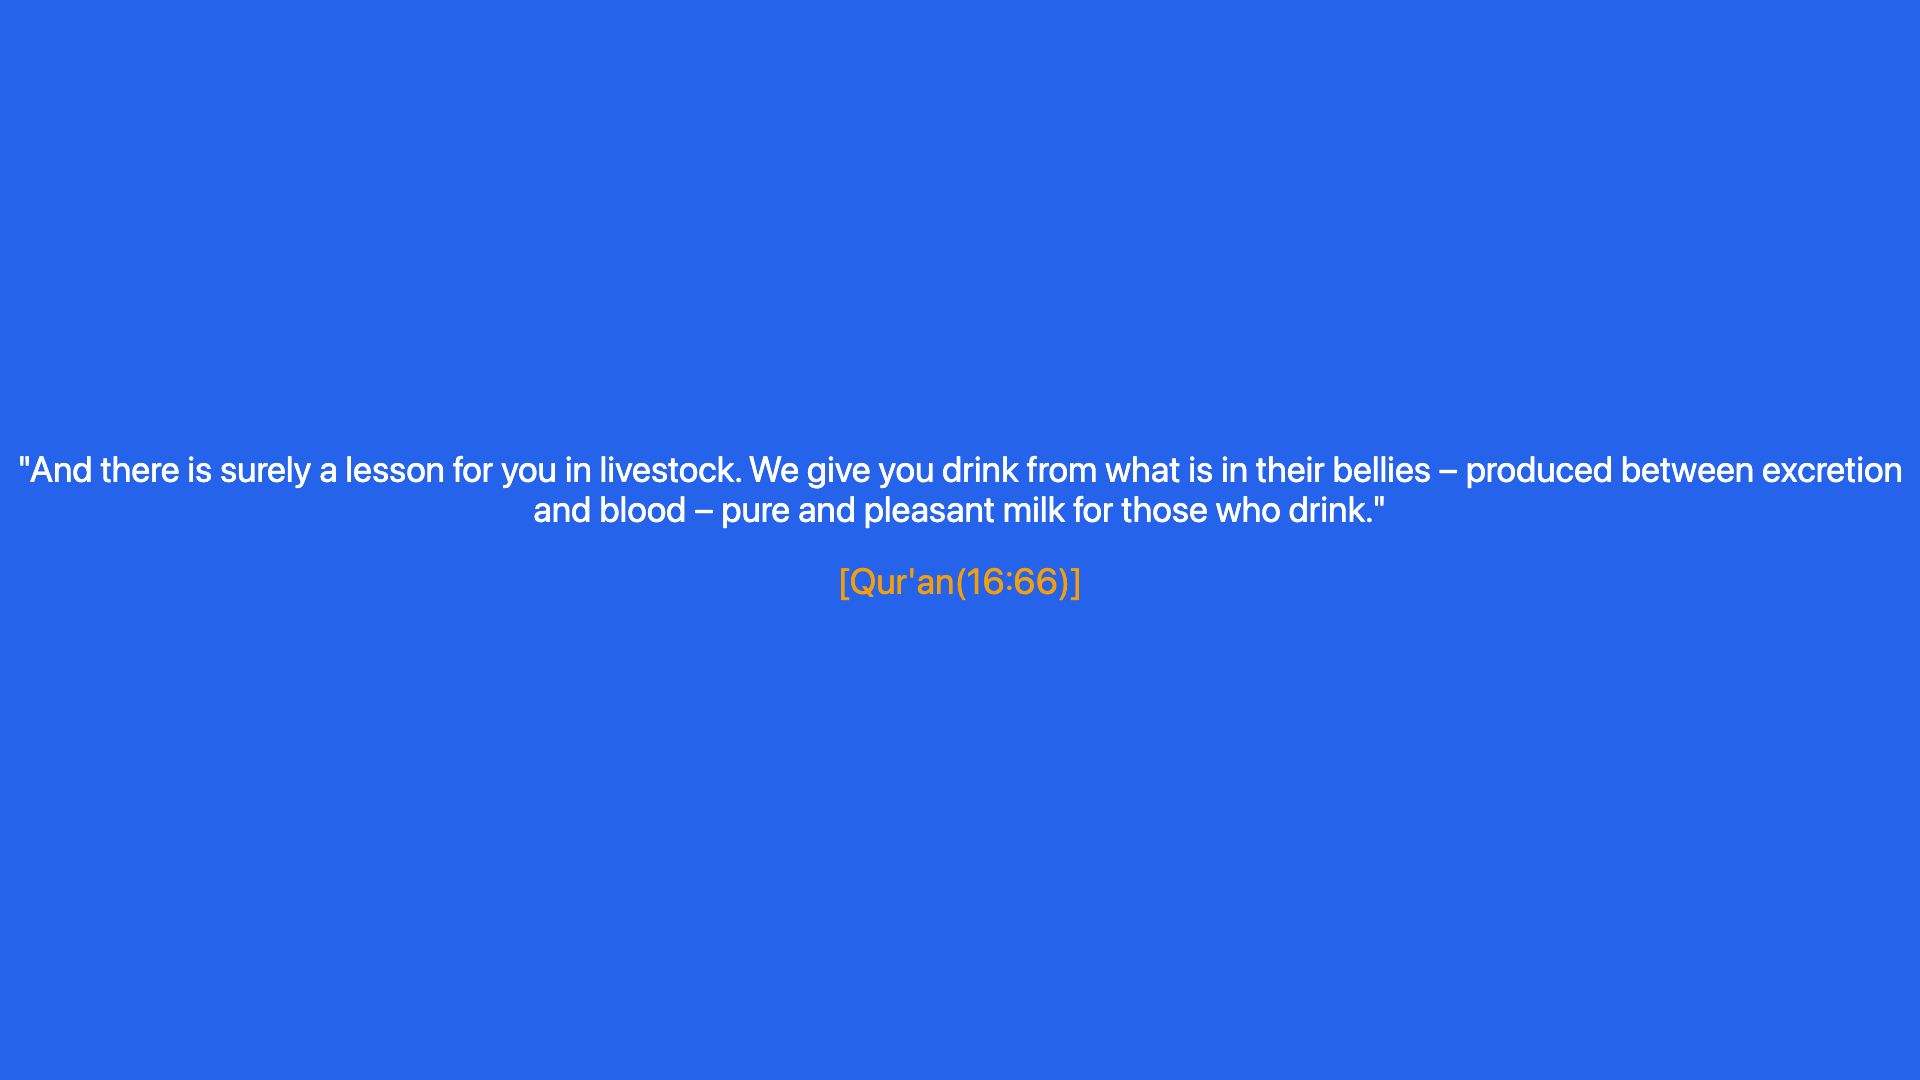 "And there is surely a lesson for you in livestock. We give you drink from what is in their bellies – produced between excretion
and blood – pure and pleasant milk for those who drink."
[Qur'an(16:66)]